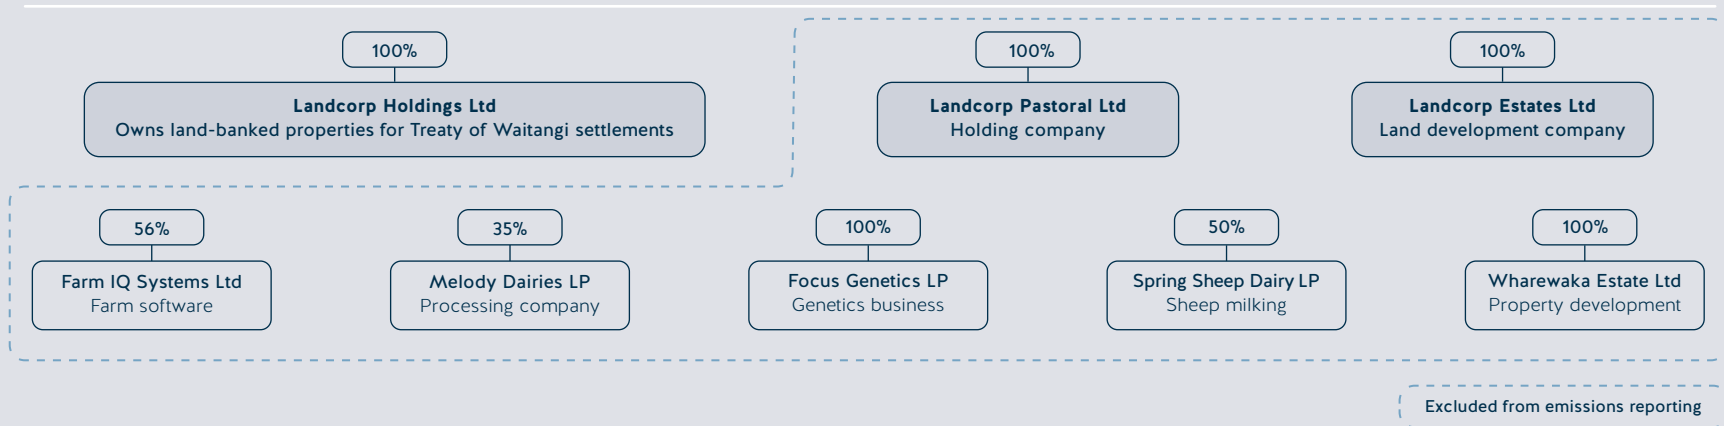 100%
Landcorp Holdings Ltd
Owns land-banked properties for Treaty of Waitangi settlements
100%
Landcorp Pastoral Ltd
Holding company
100%
Landcorp Estates Ltd
Land development company
56%
Farm IQ Systems Ltd
Farm software
35%
Melody Dairies LP
Processing company
100%
Focus Genetics LP
Genetics business
50%
Spring Sheep Dairy LP
Sheep milking
100%
Wharewaka Estate Ltd
Property development
Excluded from emissions reporting